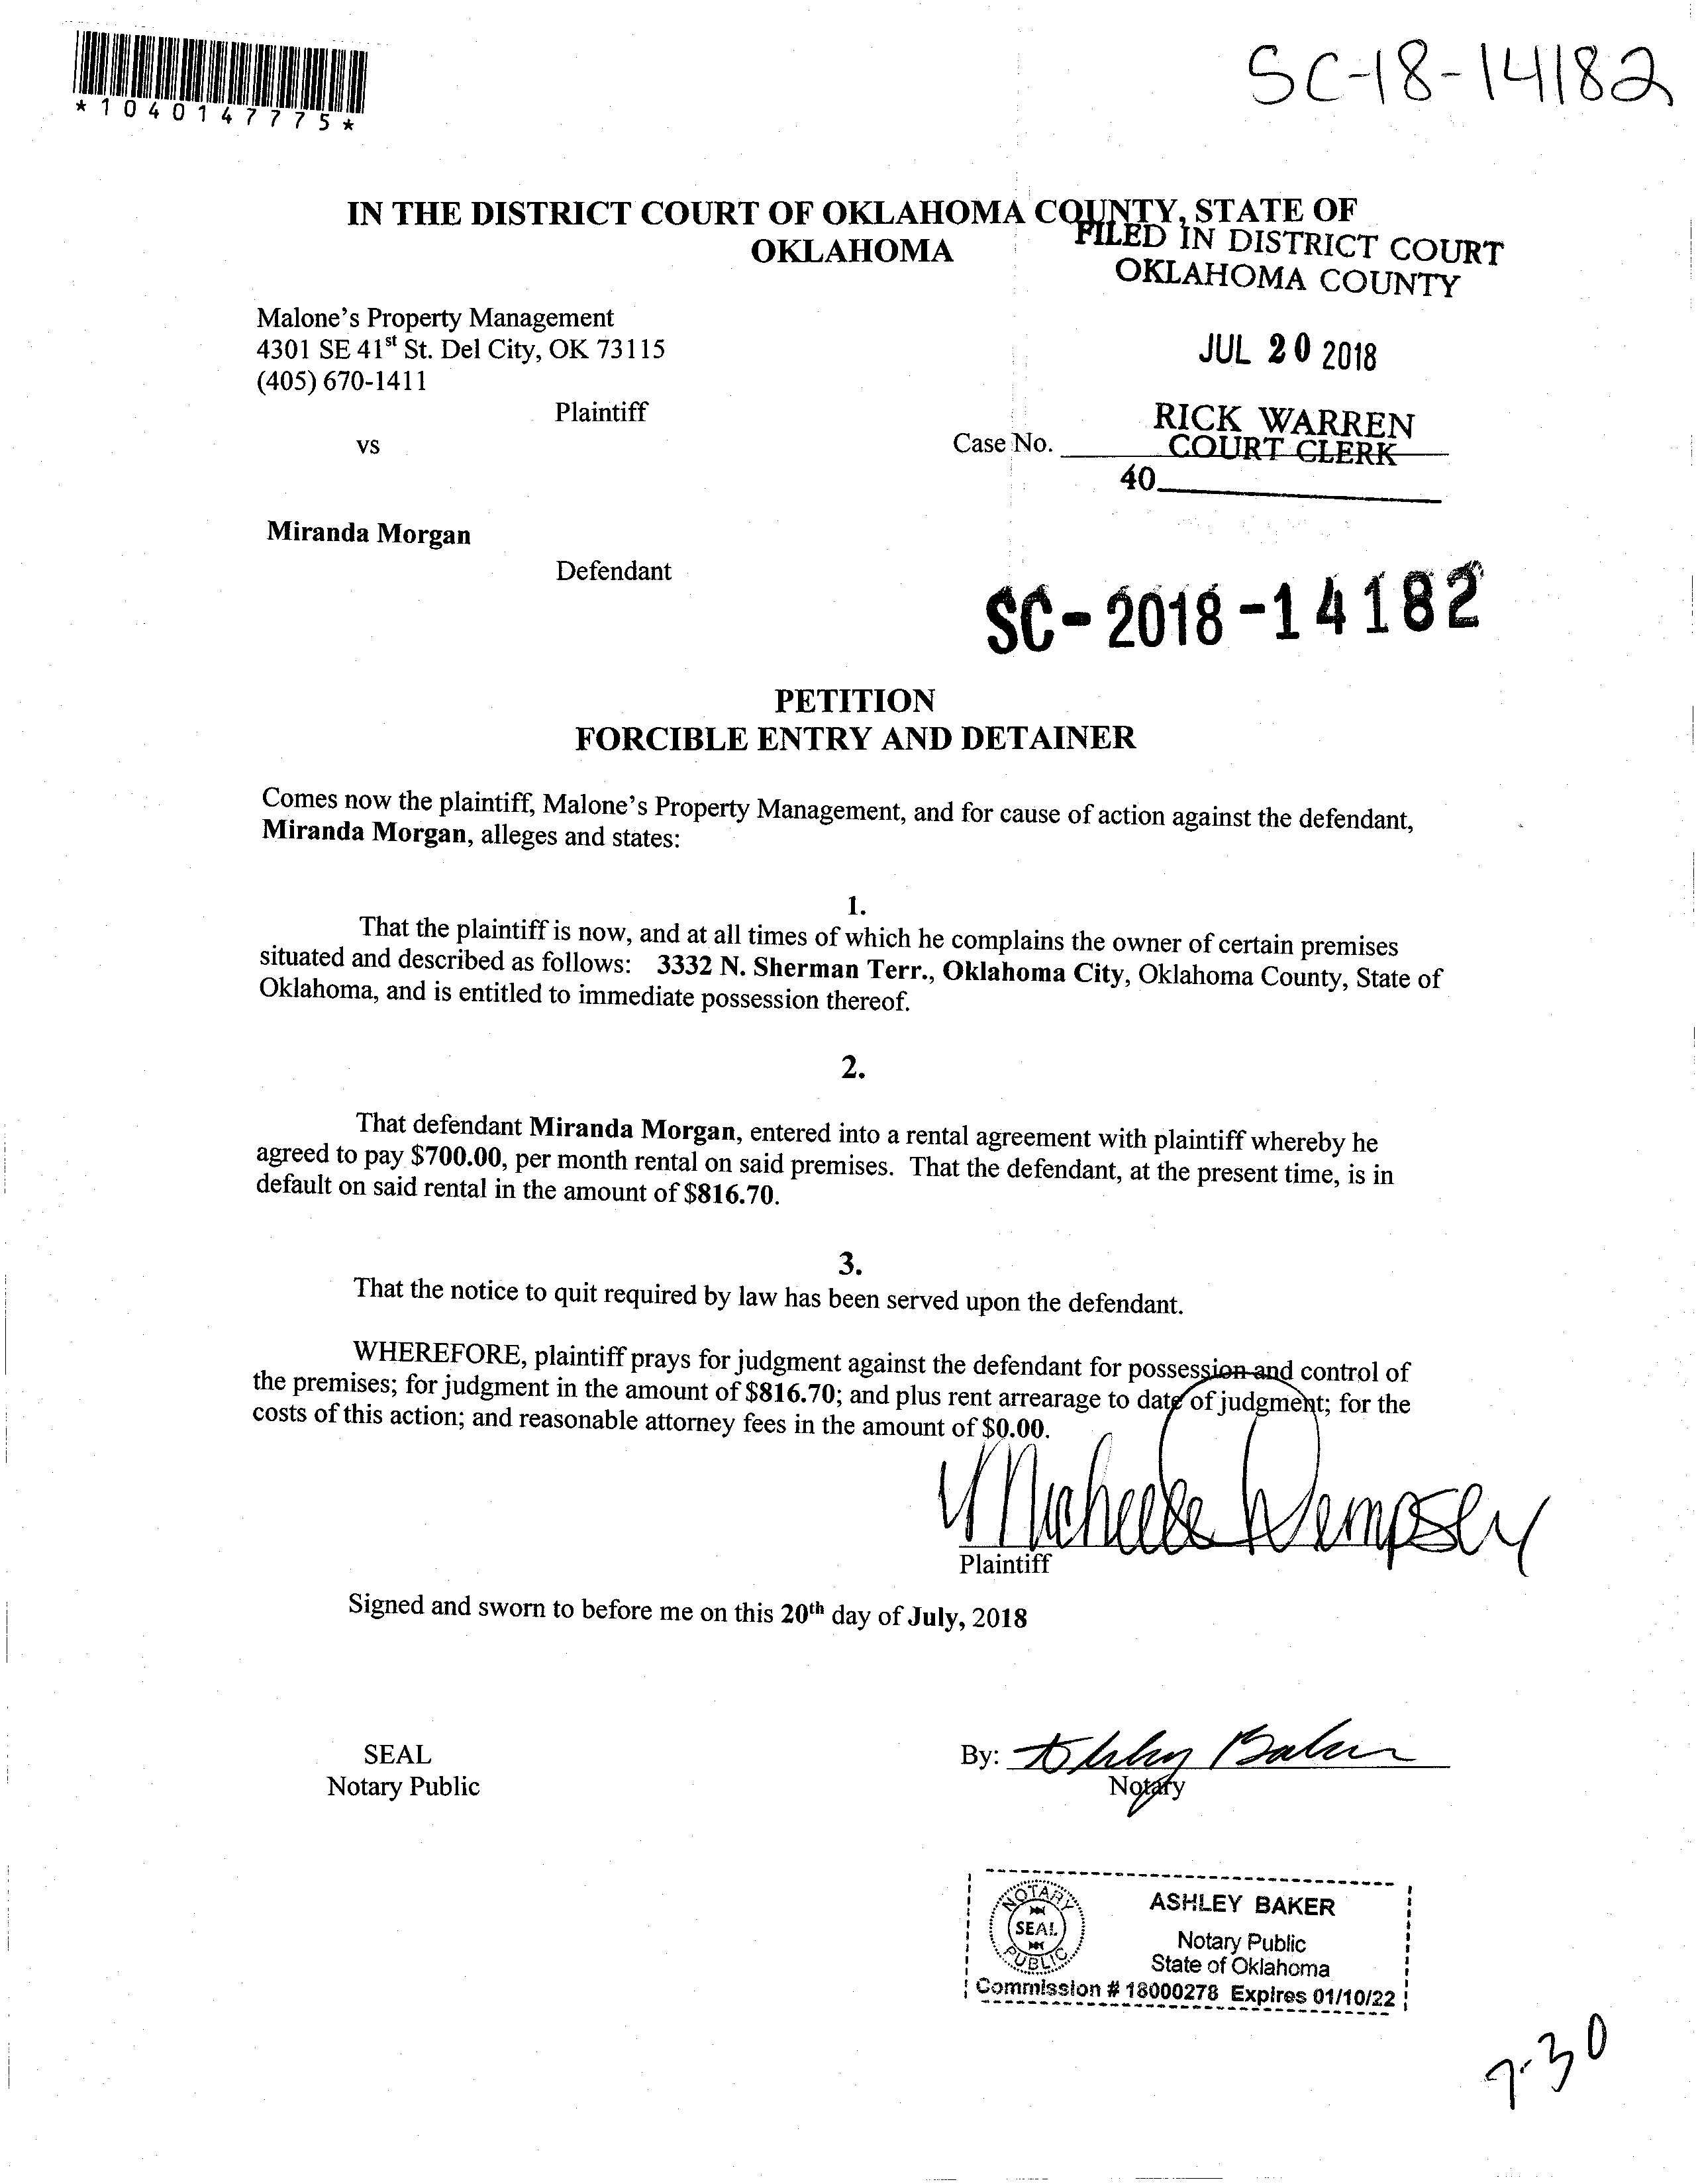 *1040147775*
SC-18-14182
IN THE DISTRICT COURT OF OKLAHOMA COUNTY, STATE OF
OKLAHOMA
FILED IN DISTRICT COURT
OKLAHOMA COUNTY
Malone's Property Management
4301 SE 41st St. Del City, OK 73115
(405) 670-1411
JUL 20 2018
Plaintiff
RICK WARREN
COURT CLERK
vs
Case No.
40
Miranda Morgan
Defendant
SC-2018-14182
PETITION
FORCIBLE ENTRY AND DETAINER
Comes now the plaintiff, Malone's Property Management, and for cause of action against the defendant,
Miranda Morgan, alleges and states:
1.
That the plaintiff is now, and at all times of which he complains the owner of certain premises
situated and described as follows: 3332 N. Sherman Terr., Oklahoma City, Oklahoma County, State of
Oklahoma, and is entitled to immediate possession thereof.
2.
That defendant Miranda Morgan, entered into a rental agreement with plaintiff whereby he
agreed to pay $700.00, per month rental on said premises. That the defendant, at the present time, is in
default on said rental in the amount of $816.70.
3.
That the notice to quit required by law has been served upon the defendant.
WHEREFORE, plaintiff prays for judgment against the defendant for possession and control of
the premises; for judgment in the amount of $816.70; and plus rent arrearage to date of judgment; for the
costs of this action; and reasonable attorney fees in the amount of $0.00.
Michelle Dempsey
Plaintiff
Signed and sworn to before me on this 20th day of July, 2018
SEAL
Notary Public
By: Ashley Baker
Notary
NOTARY
SEAL
PUBLIC
ASHLEY BAKER
Notary Public
State of Oklahoma
Commission # 18000278 Expires 01/10/22
7-30